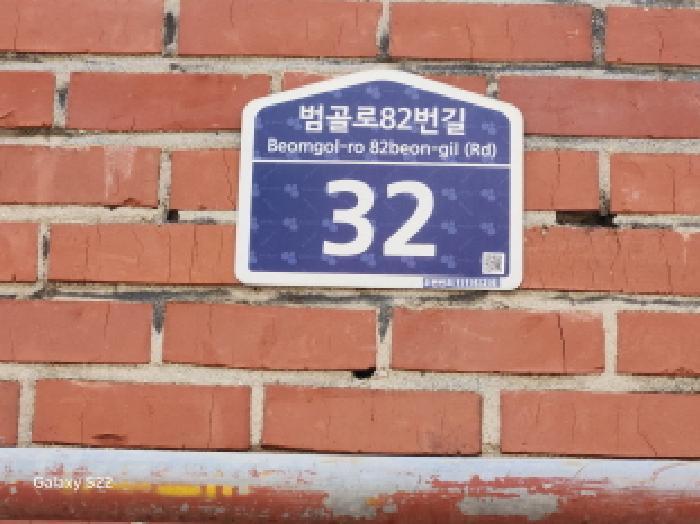 범골로82번길
Beomgol-ro 82beon-gil (Rd)
32
Galaxy S22